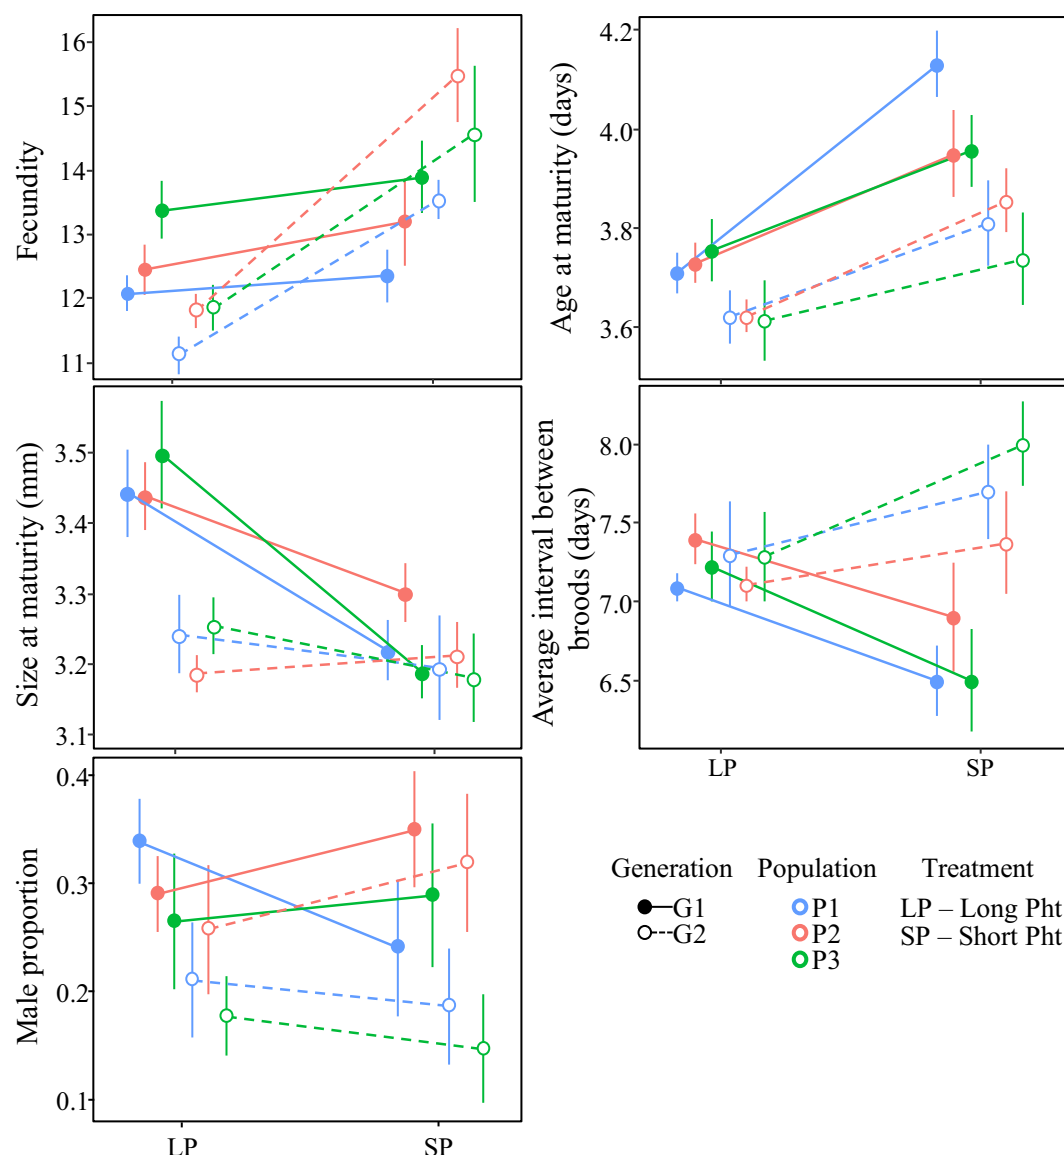 Fecundity
16
15
14
13
12
11
Age at maturity (days)
4.2
4.0
3.8
3.6
Size at maturity (mm)
3.5
3.4
3.3
3.2
3.1
Average interval between
broods (days)
8.0
7.5
7.0
6.5
LP SP
Male proportion
0.4
0.3
0.2
0.1
LP SP
Generation Population Treatment
G1 P1 LP – Long Pht
G2 P2 SP – Short Pht
P3